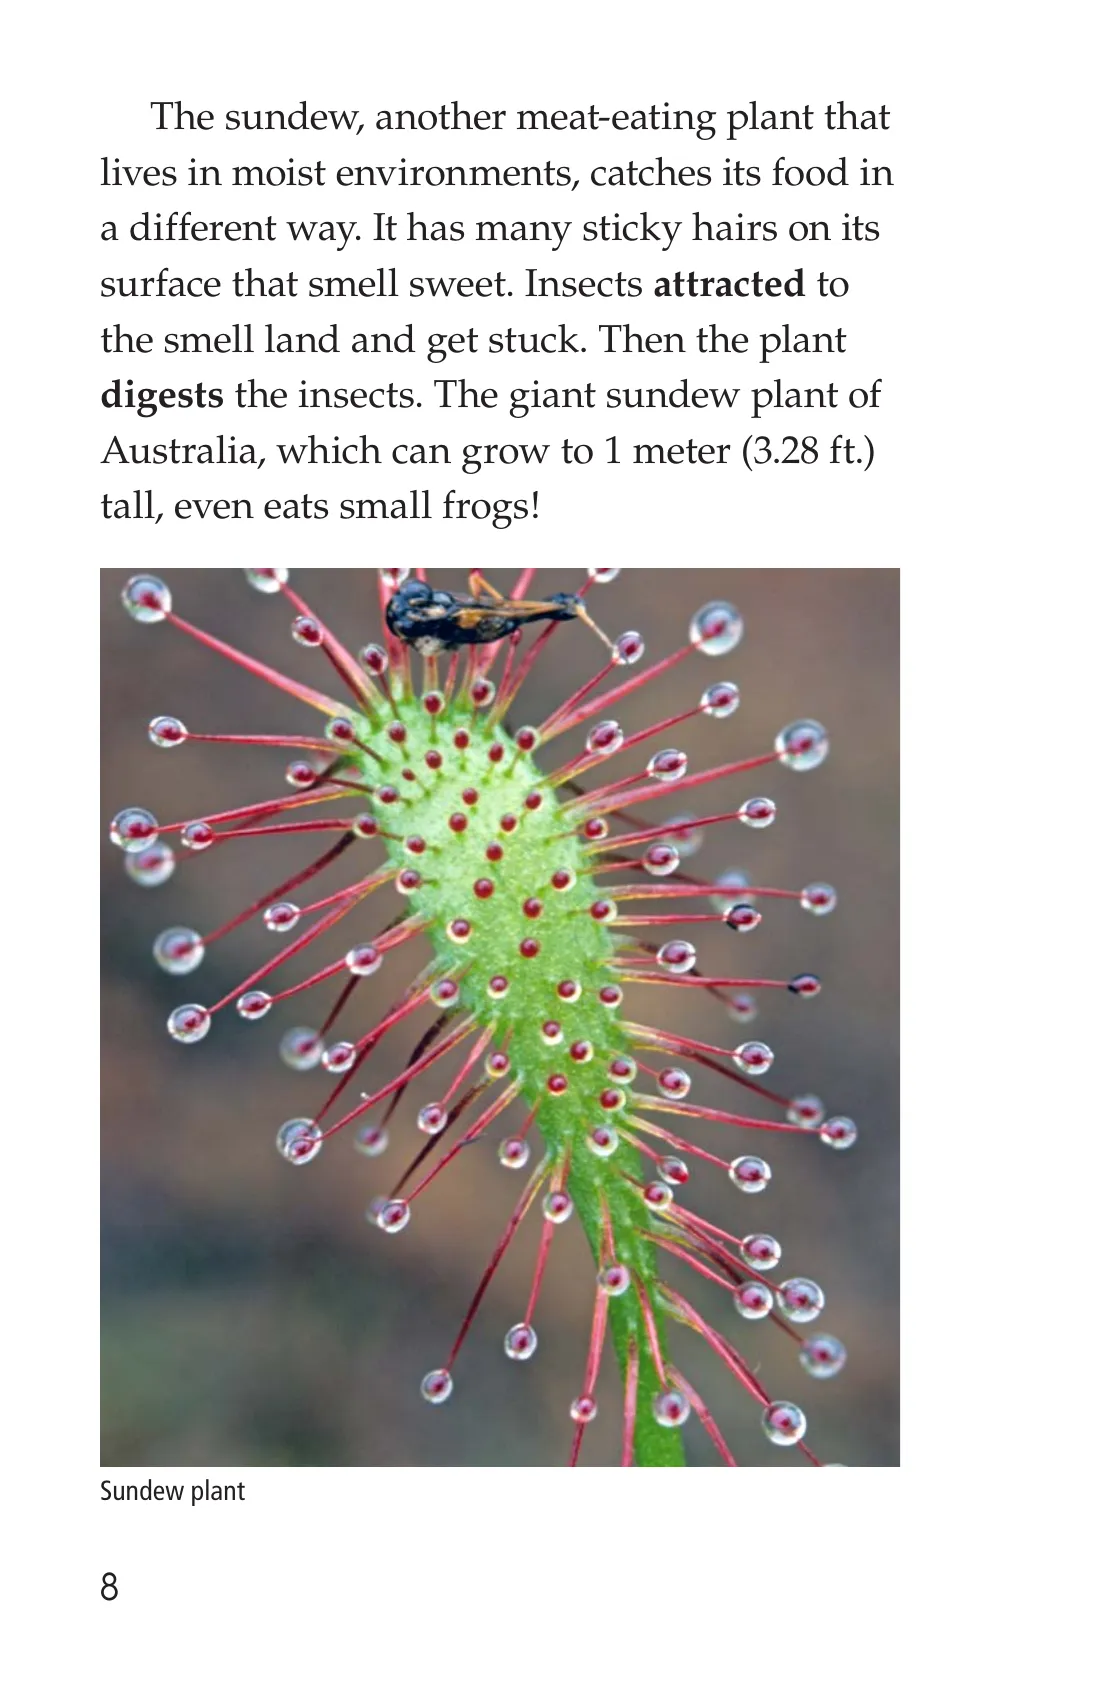 The sundew, another meat-eating plant that
lives in moist environments, catches its food in
a different way. It has many sticky hairs on its
surface that smell sweet. Insects attracted to
the smell land and get stuck. Then the plant
digests the insects. The giant sundew plant of
Australia, which can grow to 1 meter (3.28 ft.)
tall, even eats small frogs!
Sundew plant
8